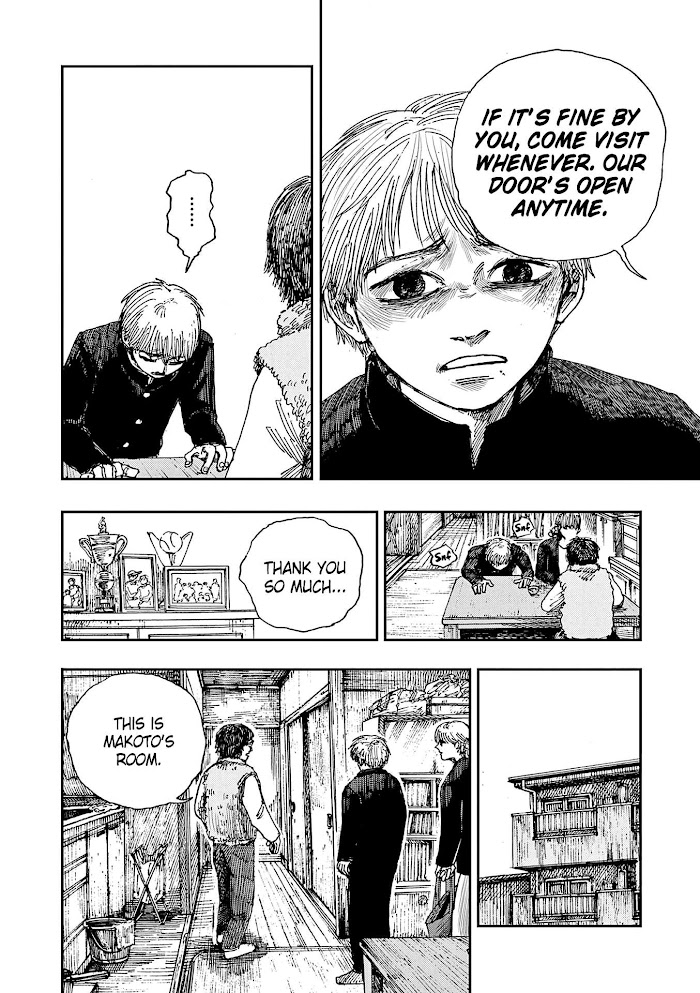 IF IT'S FINE BY
YOU, COME VISIT
WHENEVER. OUR
DOOR'S OPEN
ANYTIME.
......
Snf
Snf
THANK YOU
SO MUCH...
THIS IS
MAKOTO'S
ROOM.